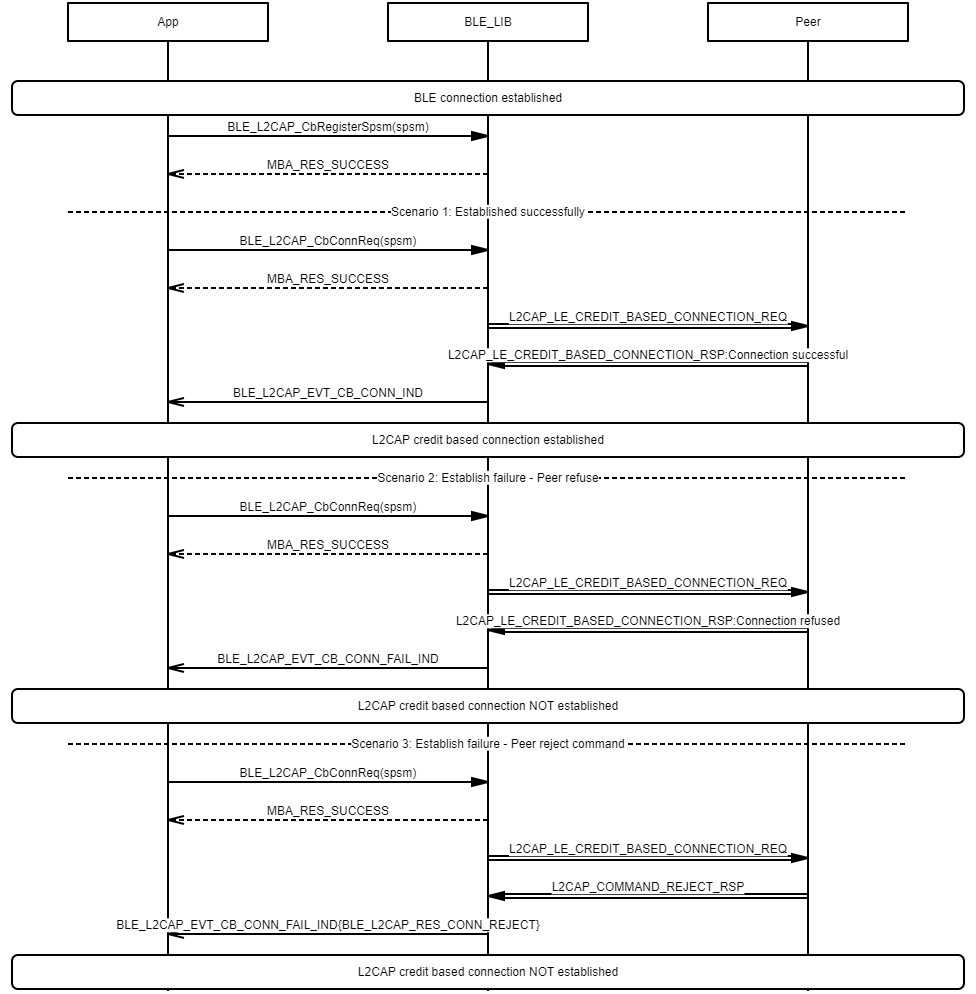 App
BLE_LIB
Peer
BLE connection established
BLE_L2CAP_CbRegisterSpsm(spsm)
MBA_RES_SUCCESS
Scenario 1: Established successfully
BLE_L2CAP_CbConnReq(spsm)
MBA_RES_SUCCESS
L2CAP_LE_CREDIT_BASED_CONNECTION_REQ
L2CAP_LE_CREDIT_BASED_CONNECTION_RSP:Connection successful
BLE_L2CAP_EVT_CB_CONN_IND
L2CAP credit based connection established
Scenario 2: Establish failure - Peer refuse
BLE_L2CAP_CbConnReq(spsm)
MBA_RES_SUCCESS
L2CAP_LE_CREDIT_BASED_CONNECTION_REQ
L2CAP_LE_CREDIT_BASED_CONNECTION_RSP:Connection refused
BLE_L2CAP_EVT_CB_CONN_FAIL_IND
L2CAP credit based connection NOT established
Scenario 3: Establish failure - Peer reject command
BLE_L2CAP_CbConnReq(spsm)
MBA_RES_SUCCESS
L2CAP_LE_CREDIT_BASED_CONNECTION_REQ
L2CAP_COMMAND_REJECT_RSP
BLE_L2CAP_EVT_CB_CONN_FAIL_IND{BLE_L2CAP_RES_CONN_REJECT}
L2CAP credit based connection NOT established